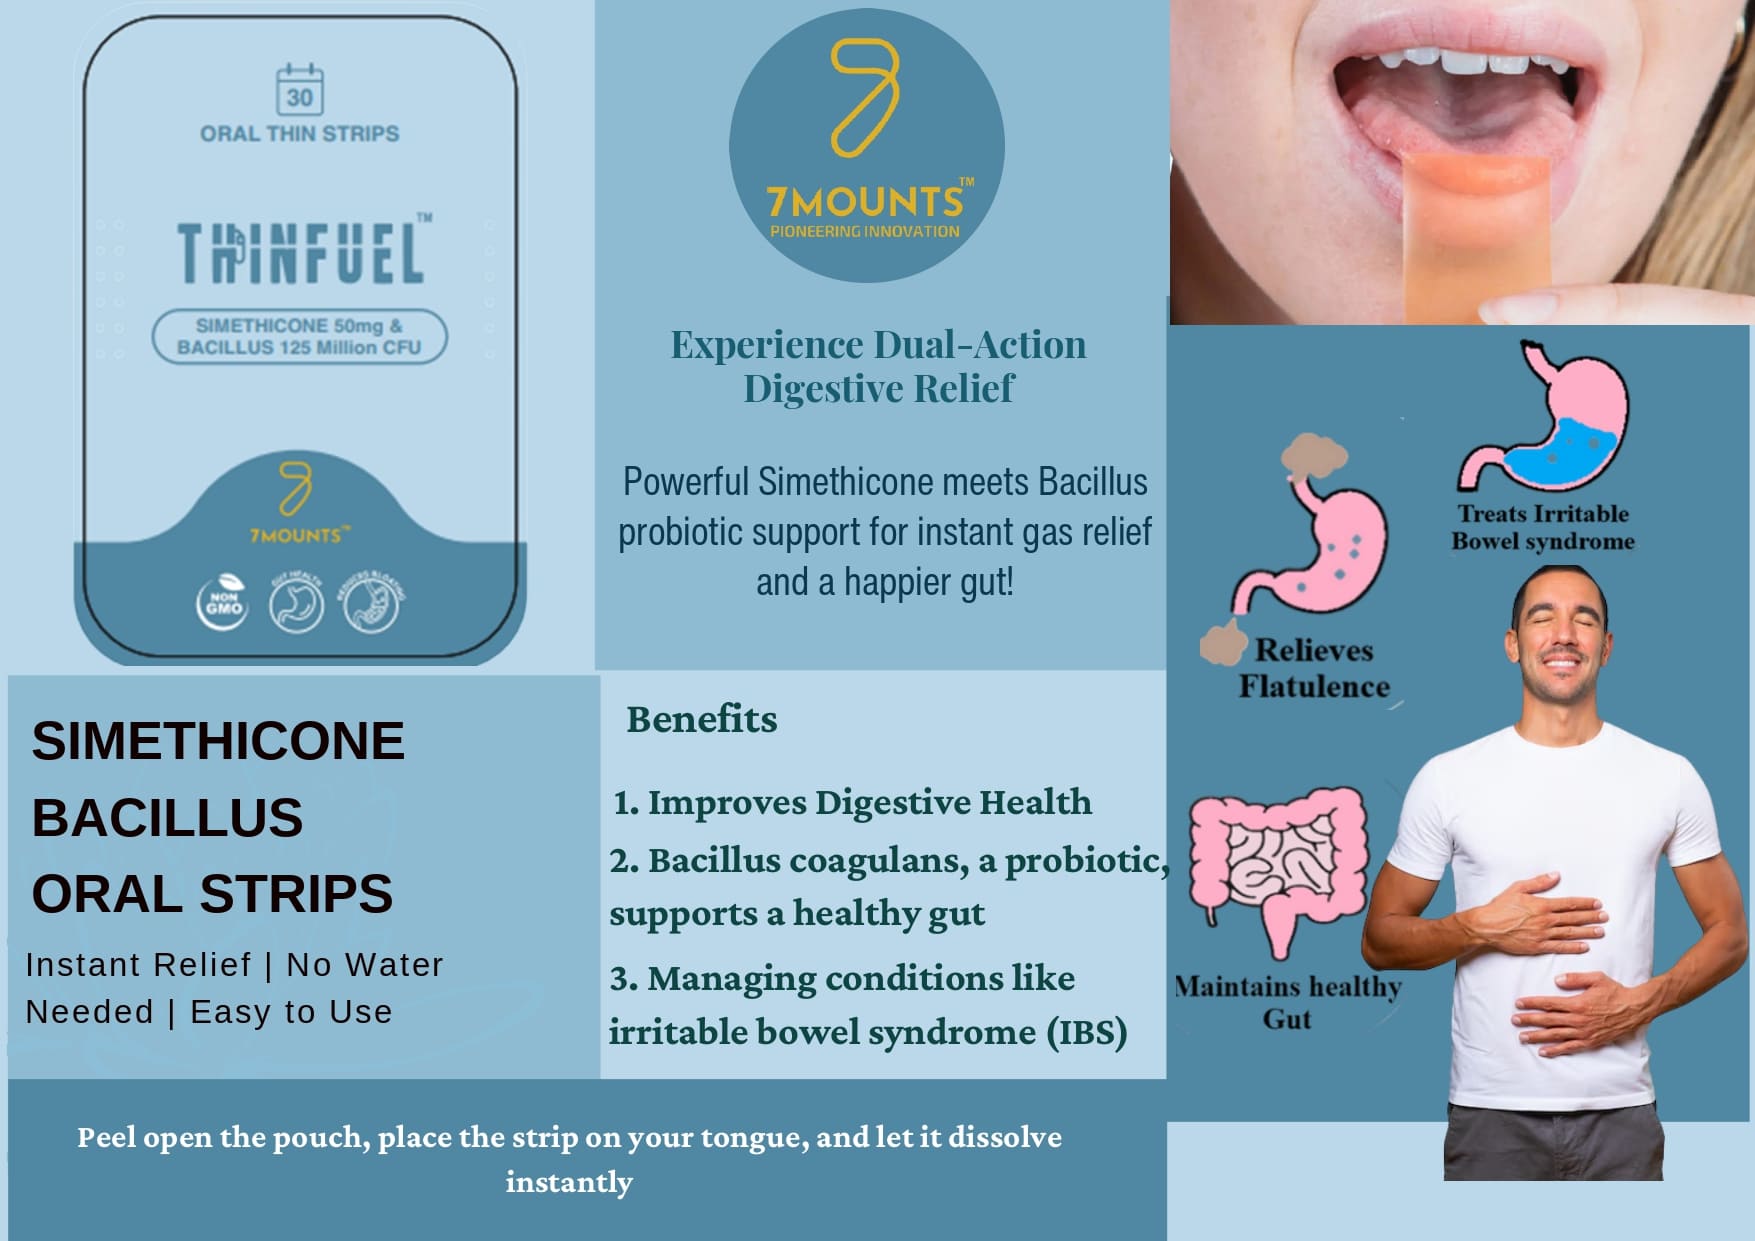 30
ORAL THIN STRIPS
THINFUEL™
SIMETHICONE 50mg &
BACILLUS 125 Million CFU
7MOUNTS™
NON
GMO
GUT HEALTH
REDUCES BLOATING
7MOUNTS™
PIONEERING INNOVATION
Experience Dual-Action
Digestive Relief
Powerful Simethicone meets Bacillus
probiotic support for instant gas relief
and a happier gut!
Treats Irritable
Bowel syndrome
Relieves
Flatulence
Maintains healthy
Gut
SIMETHICONE
BACILLUS
ORAL STRIPS
Instant Relief | No Water
Needed | Easy to Use
Benefits
1. Improves Digestive Health
2. Bacillus coagulans, a probiotic,
supports a healthy gut
3. Managing conditions like
irritable bowel syndrome (IBS)
Peel open the pouch, place the strip on your tongue, and let it dissolve
instantly